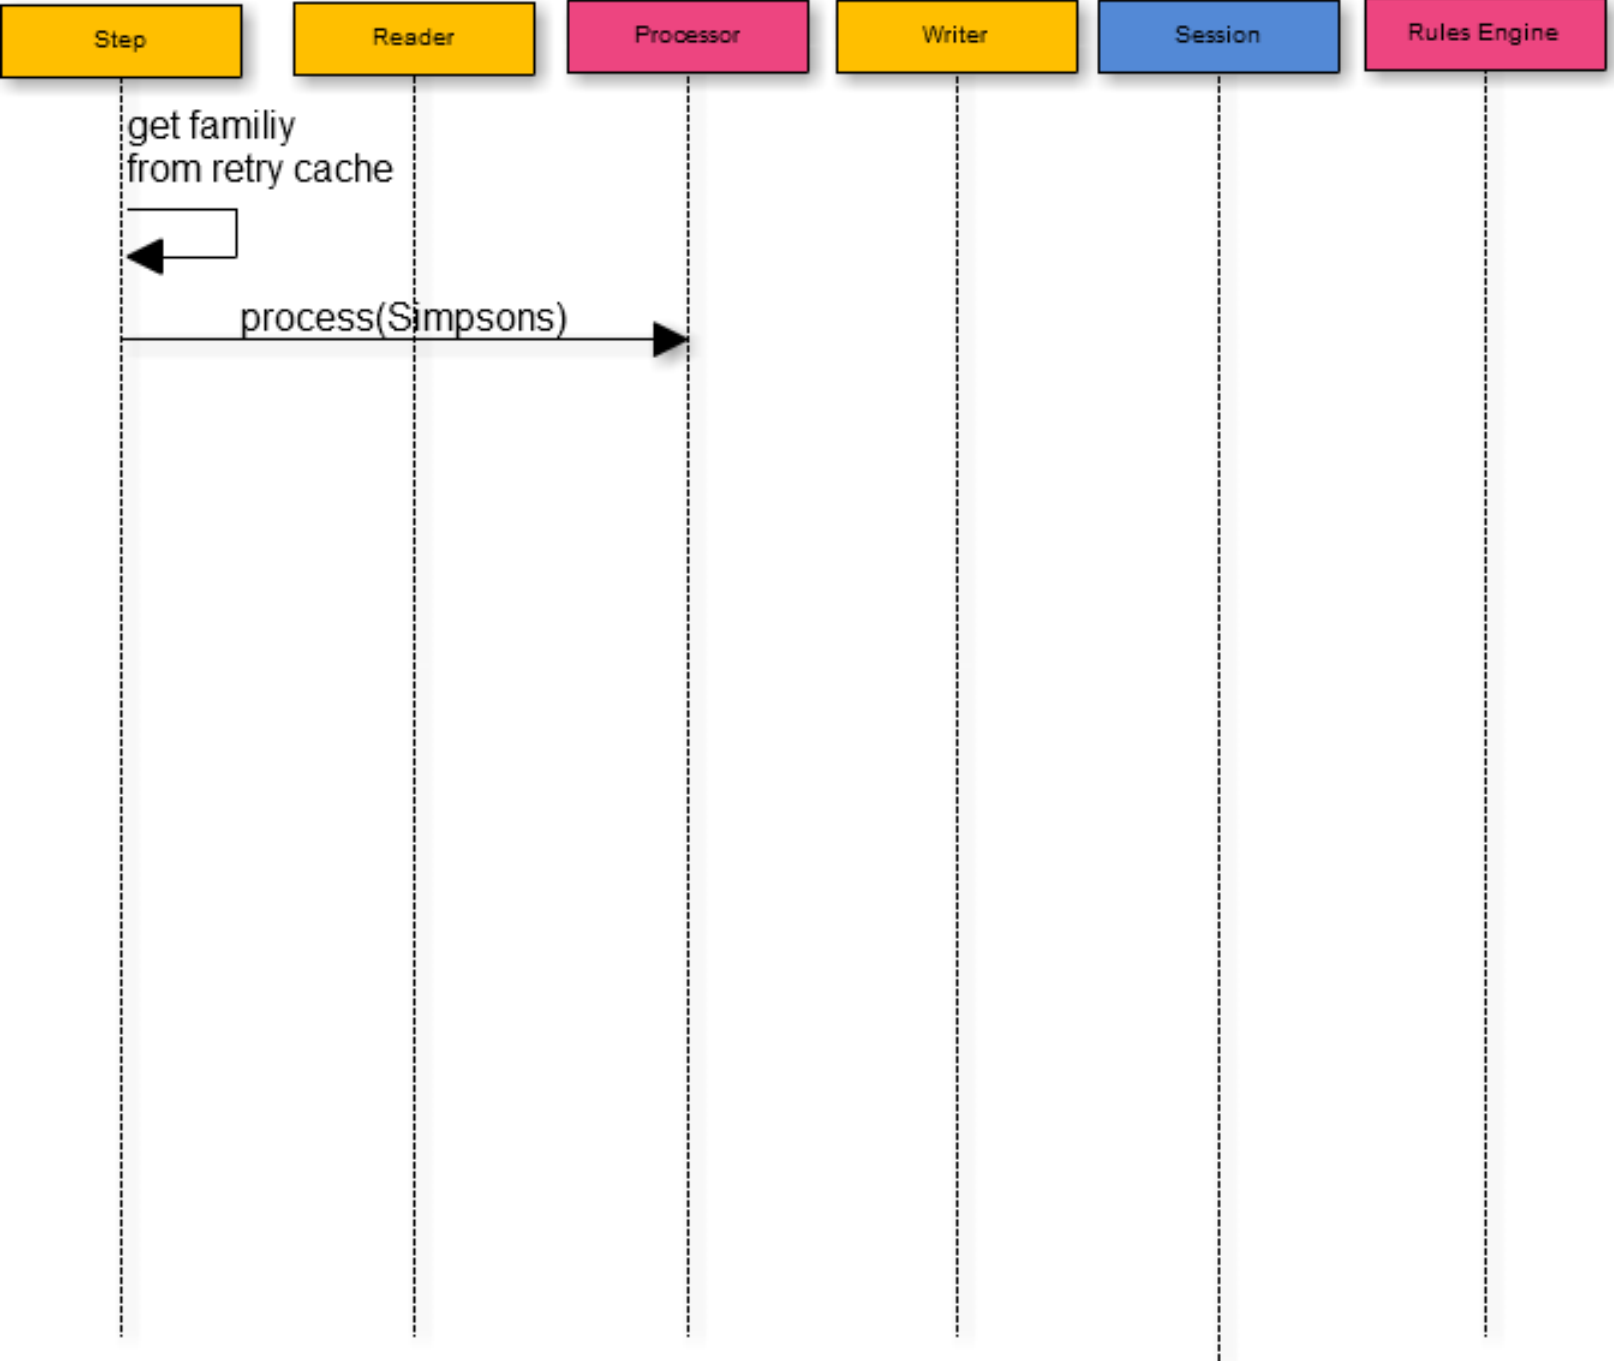 Step
Reader
Processor
Writer
Session
Rules Engine
get familiy
from retry cache
process(Simpsons)